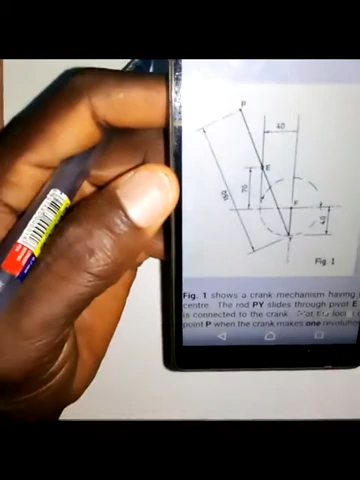 P
40
E
70
160
F
40
Y
Fig. 1
Fig. 1 shows a crank mechanism having
centre. The rod PY slides through pivot E
is connected to the crank
point P when the crank makes one revolution